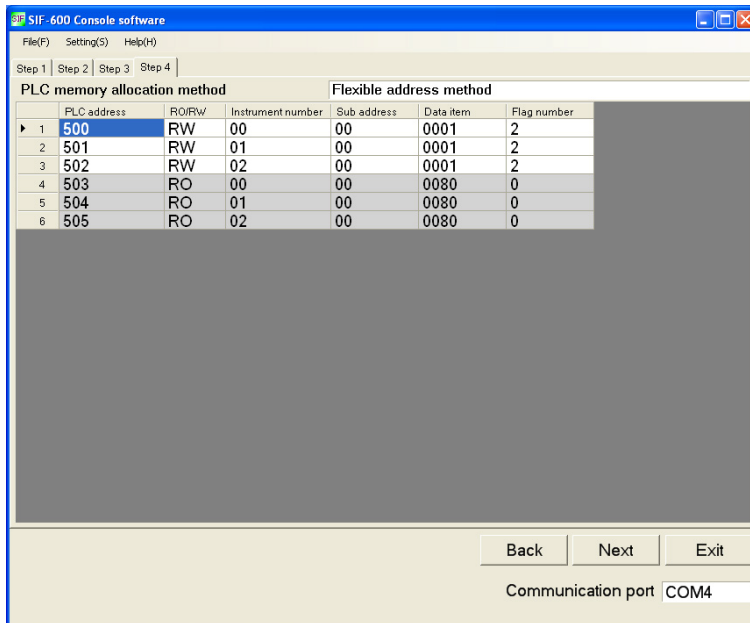 SIF SIF-600 Console software
File(F) Setting(S) Help(H)
Step 1 Step 2 Step 3 Step 4
PLC memory allocation method Flexible address method
PLC address RO/RW Instrument number Sub address Data item Flag number
1 500 RW 00 00 0001 2
2 501 RW 01 00 0001 2
3 502 RW 02 00 0001 2
4 503 RO 00 00 0080 0
5 504 RO 01 00 0080 0
6 505 RO 02 00 0080 0
Back Next Exit
Communication port COM4